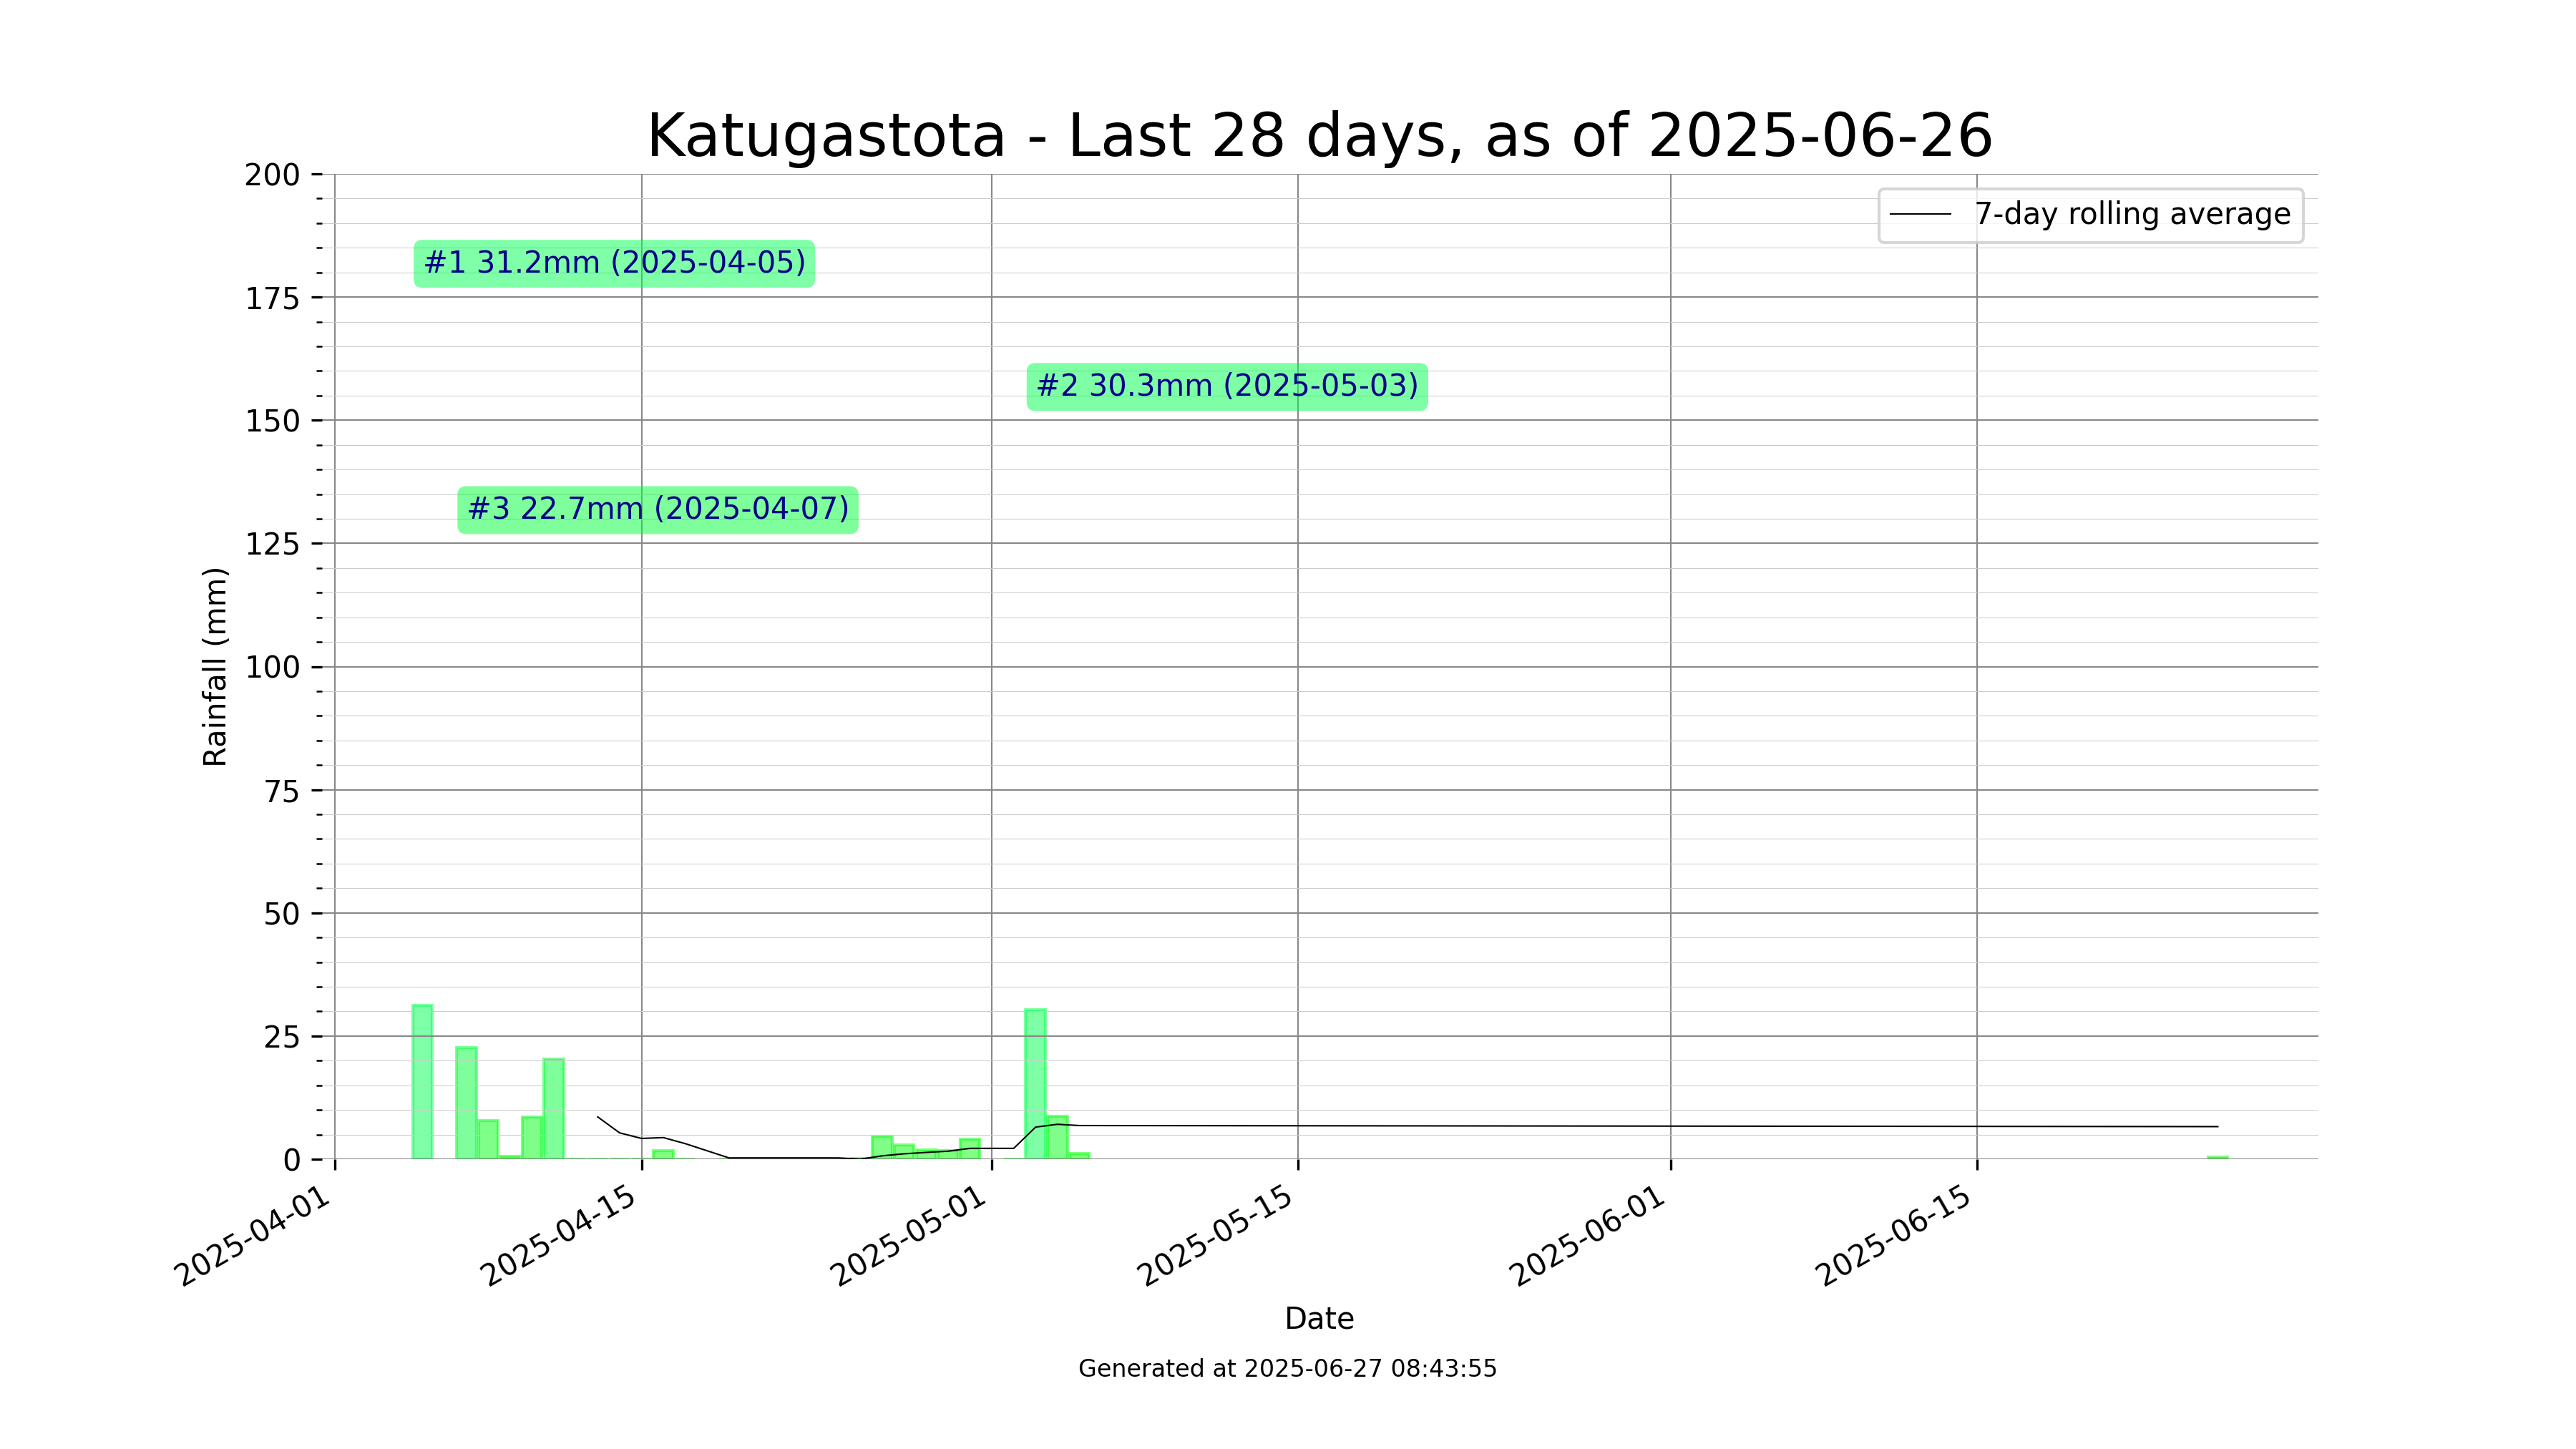 Katugastota - Last 28 days, as of 2025-06-26
7-day rolling average
#1 31.2mm (2025-04-05)
#2 30.3mm (2025-05-03)
#3 22.7mm (2025-04-07)
Rainfall (mm)
200
175
150
125
100
75
50
25
0
2025-04-01
2025-04-15
2025-05-01
2025-05-15
2025-06-01
2025-06-15
Date
Generated at 2025-06-27 08:43:55